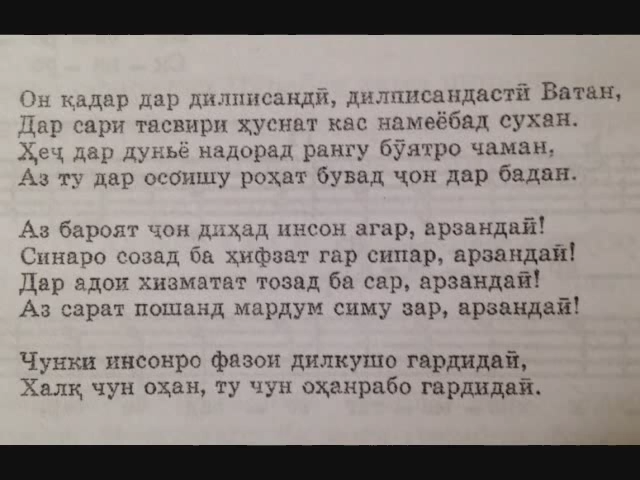 Он қадар дар дилписандӣ, дилписандастӣ Ватан,
Дар сари тасвири ҳуснат кас намеёбад сухан.
Ҳеҷ дар дуньё надорад рангу бӯятро чаман,
Аз ту дар осоишу роҳат бувад ҷон дар бадан.
Аз бароят ҷон диҳад инсон агар, арзандаӣ!
Синаро созад ба ҳифзат гар сипар, арзандаӣ!
Дар адои хизматат тозад ба сар, арзандаӣ!
Аз сарат пошанд мардум симу зар, арзандаӣ!
Чунки инсонро фазои дилкушо гардидаӣ,
Халқ чун оҳан, ту чун оҳанрабо гардидаӣ.